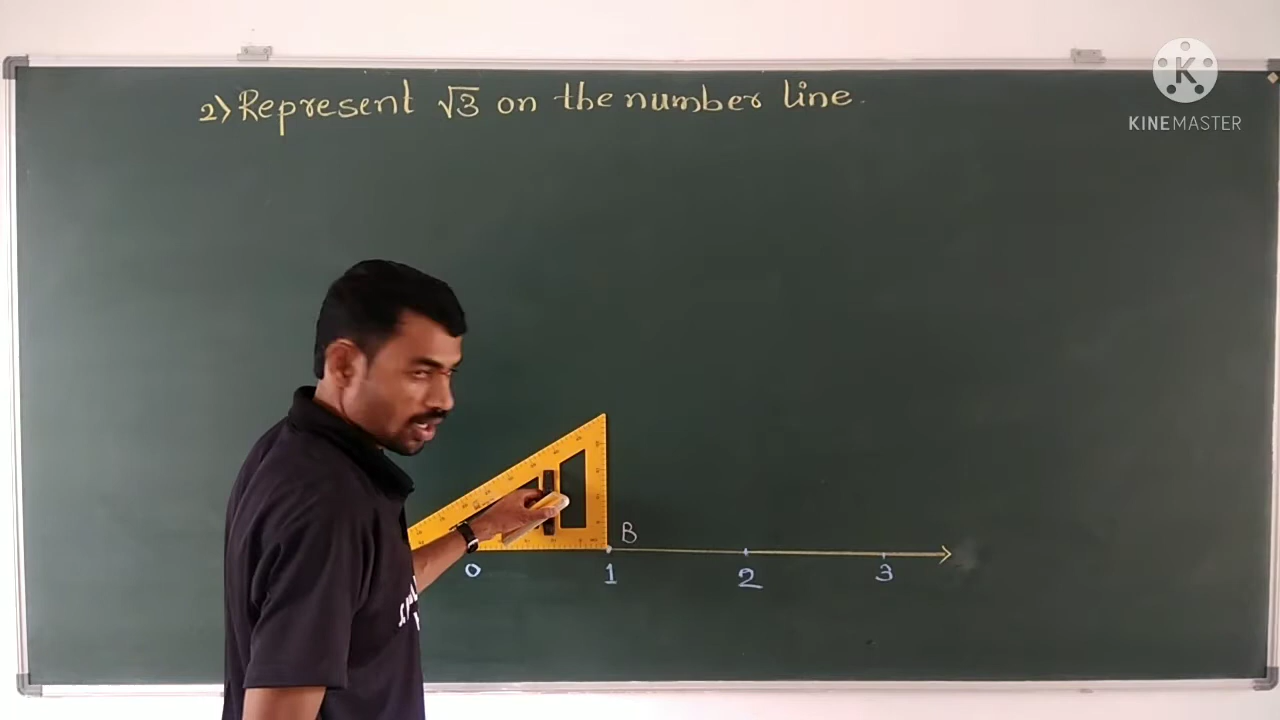 KINEMASTER
2) Represent √3 on the number line.
B
0 1 2 3